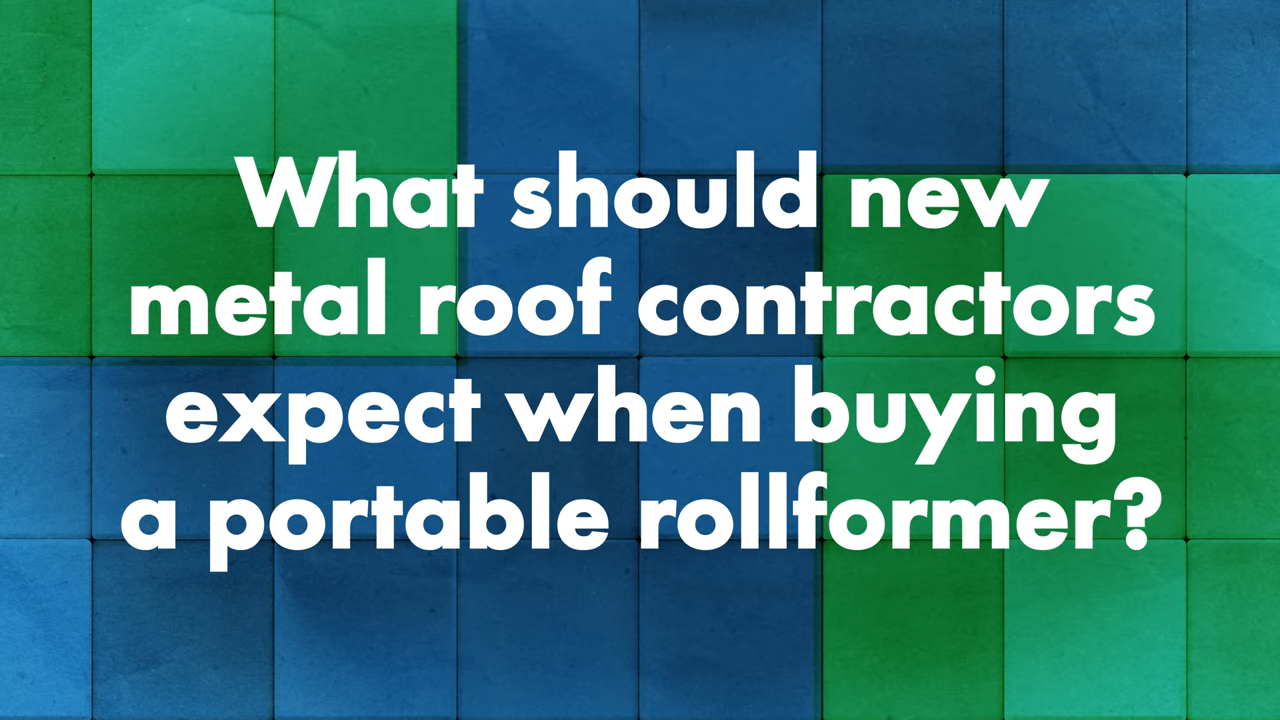 What should new
metal roof contractors
expect when buying
a portable rollformer?